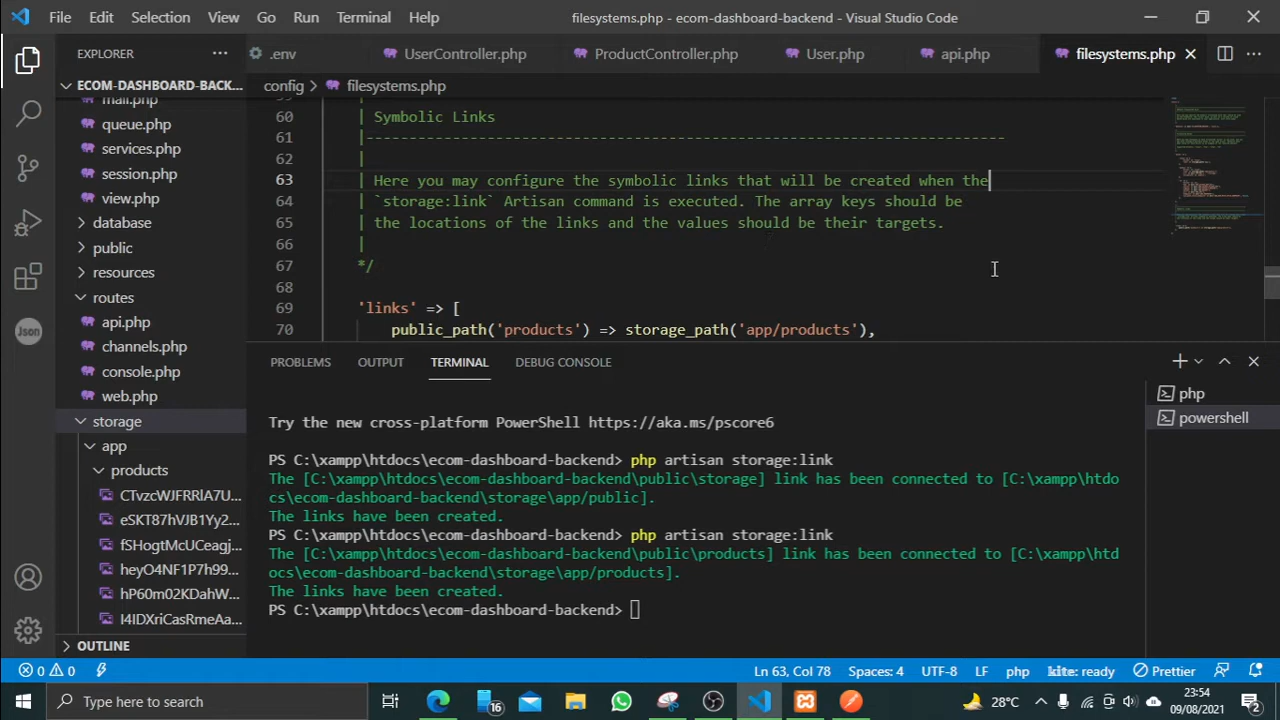 File Edit Selection View Go Run Terminal Help filesystems.php - ecom-dashboard-backend - Visual Studio Code
EXPLORER ... .env UserController.php ProductController.php User.php api.php filesystems.php ...
ECOM-DASHBOARD-BACK... config filesystems.php
mail.php
queue.php
services.php
session.php
view.php
database
public
resources
routes
api.php
channels.php
console.php
web.php
storage
app
products
CTvzcWJFRRlA7U...
eSKT87hVJB1Yy2...
fSHogtMcUCeagj...
heyO4NF1P7h99...
hP60m02KDahW...
I4IDXriCasRmeAa...
OUTLINE
59 |
60 | Symbolic Links
61 |--------------------------------------------------------------------------
62 |
63 | Here you may configure the symbolic links that will be created when the
64 | `storage:link` Artisan command is executed. The array keys should be
65 | the locations of the links and the values should be their targets.
66 |
67 */
68
69 'links' => [
70 public_path('products') => storage_path('app/products'),
PROBLEMS OUTPUT TERMINAL DEBUG CONSOLE
php
powershell
Try the new cross-platform PowerShell https://aka.ms/pscore6
PS C:\xampp\htdocs\ecom-dashboard-backend> php artisan storage:link
The [C:\xampp\htdocs\ecom-dashboard-backend\public\storage] link has been connected to [C:\xampp\htdo
cs\ecom-dashboard-backend\storage\app/public].
The links have been created.
PS C:\xampp\htdocs\ecom-dashboard-backend> php artisan storage:link
The [C:\xampp\htdocs\ecom-dashboard-backend\public\products] link has been connected to [C:\xampp\htd
ocs\ecom-dashboard-backend\storage\app/products].
The links have been created.
PS C:\xampp\htdocs\ecom-dashboard-backend>
Json
0 0 Ln 63, Col 78 Spaces: 4 UTF-8 LF php kite: ready Prettier
Type here to search 16 28°C 23:54
09/08/2021 2